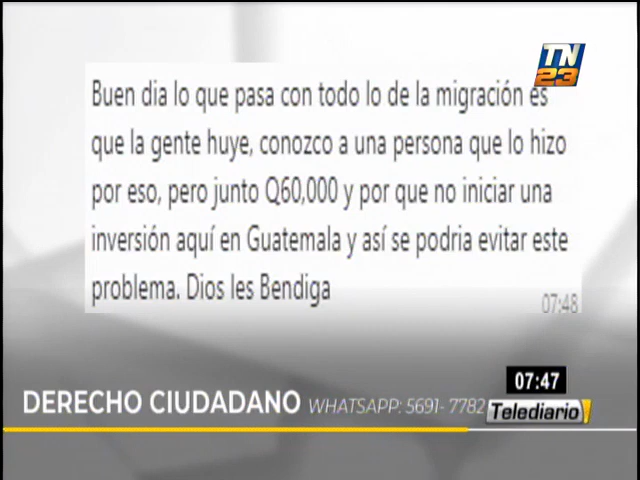 TN
23
Buen dia lo que pasa con todo lo de la migración es
que la gente huye, conozco a una persona que lo hizo
por eso, pero junto Q60,000 y por que no iniciar una
inversión aquí en Guatemala y así se podria evitar este
problema. Dios les Bendiga
07:48
07:47
DERECHO CIUDADANO WHATSAPP: 5691- 7782 Telediario